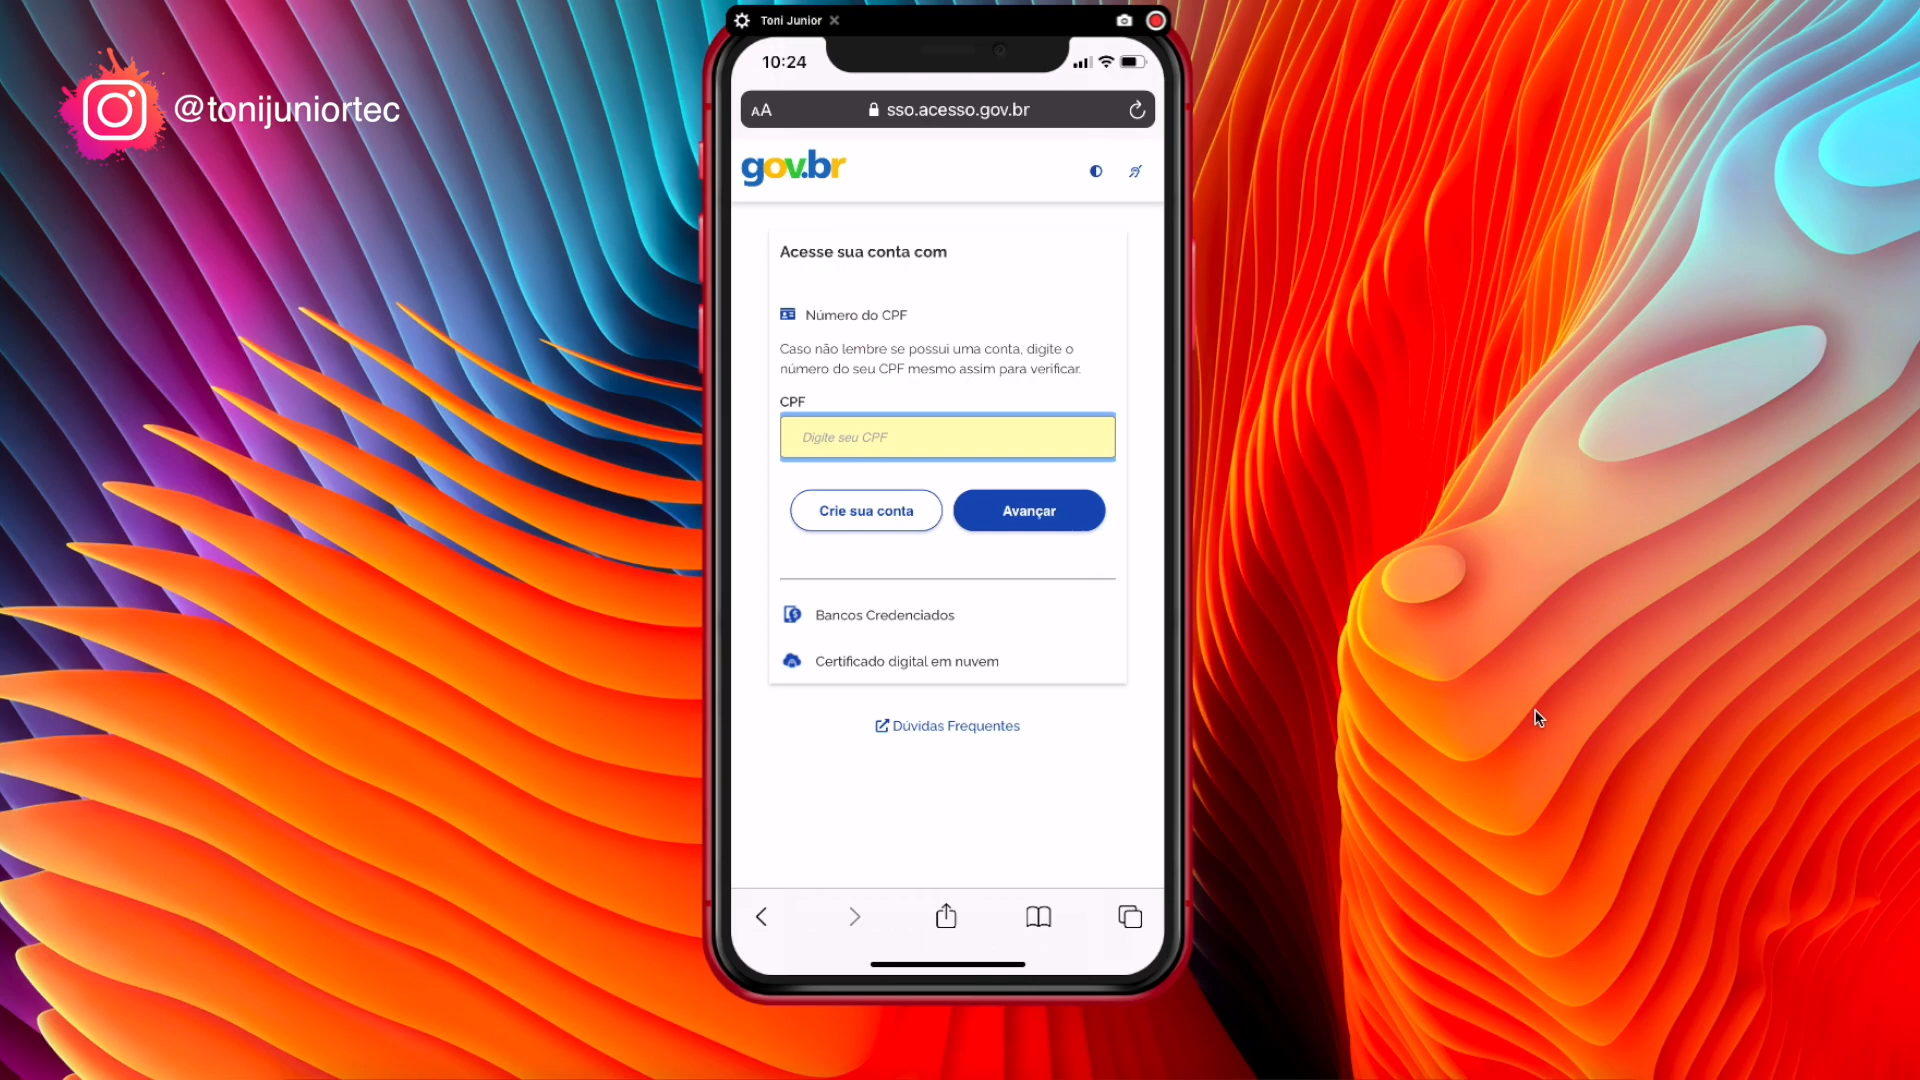 Toni Junior
@tonijuniortec
10:24
AA
sso.acesso.gov.br
gov.br
Acesse sua conta com
Número do CPF
Caso não lembre se possui uma conta, digite o
número do seu CPF mesmo assim para verificar.
CPF
Digite seu CPF
Crie sua conta
Avançar
Bancos Credenciados
Certificado digital em nuvem
Dúvidas Frequentes